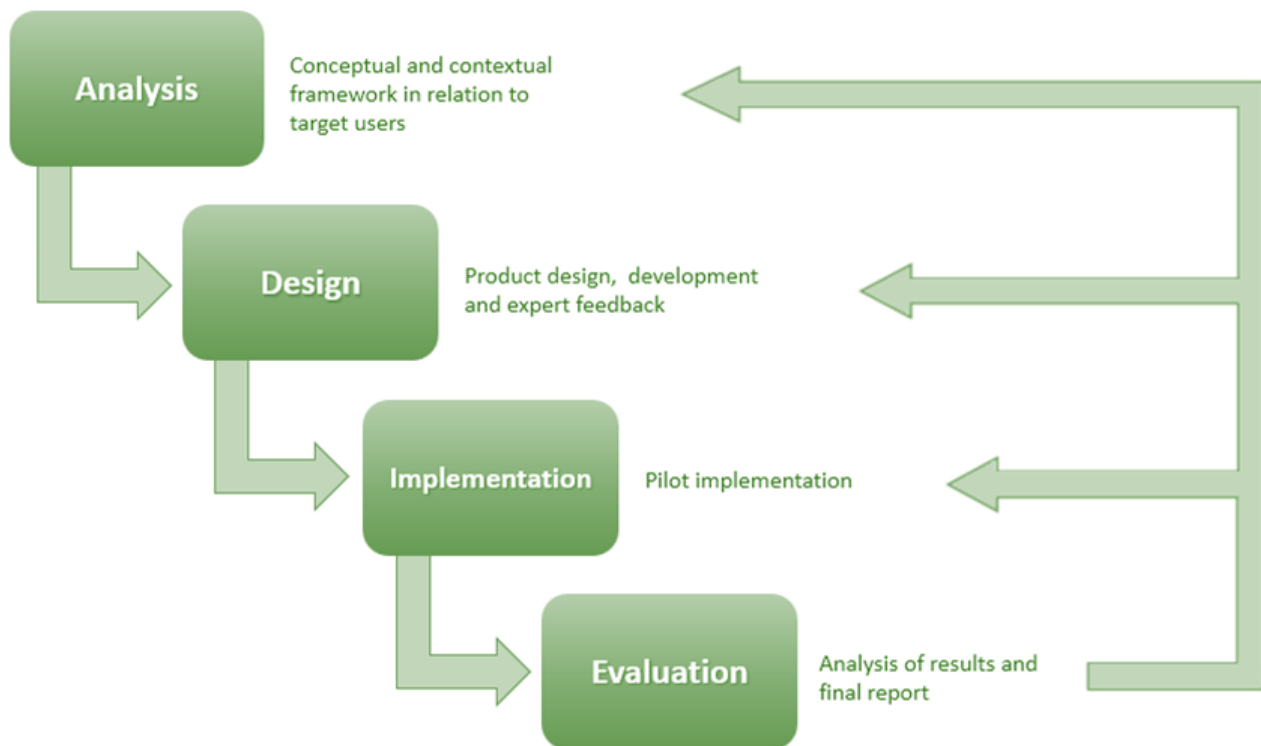 Analysis
Conceptual and contextual
framework in relation to
target users
Design
Product design, development
and expert feedback
Implementation
Pilot implementation
Evaluation
Analysis of results and
final report